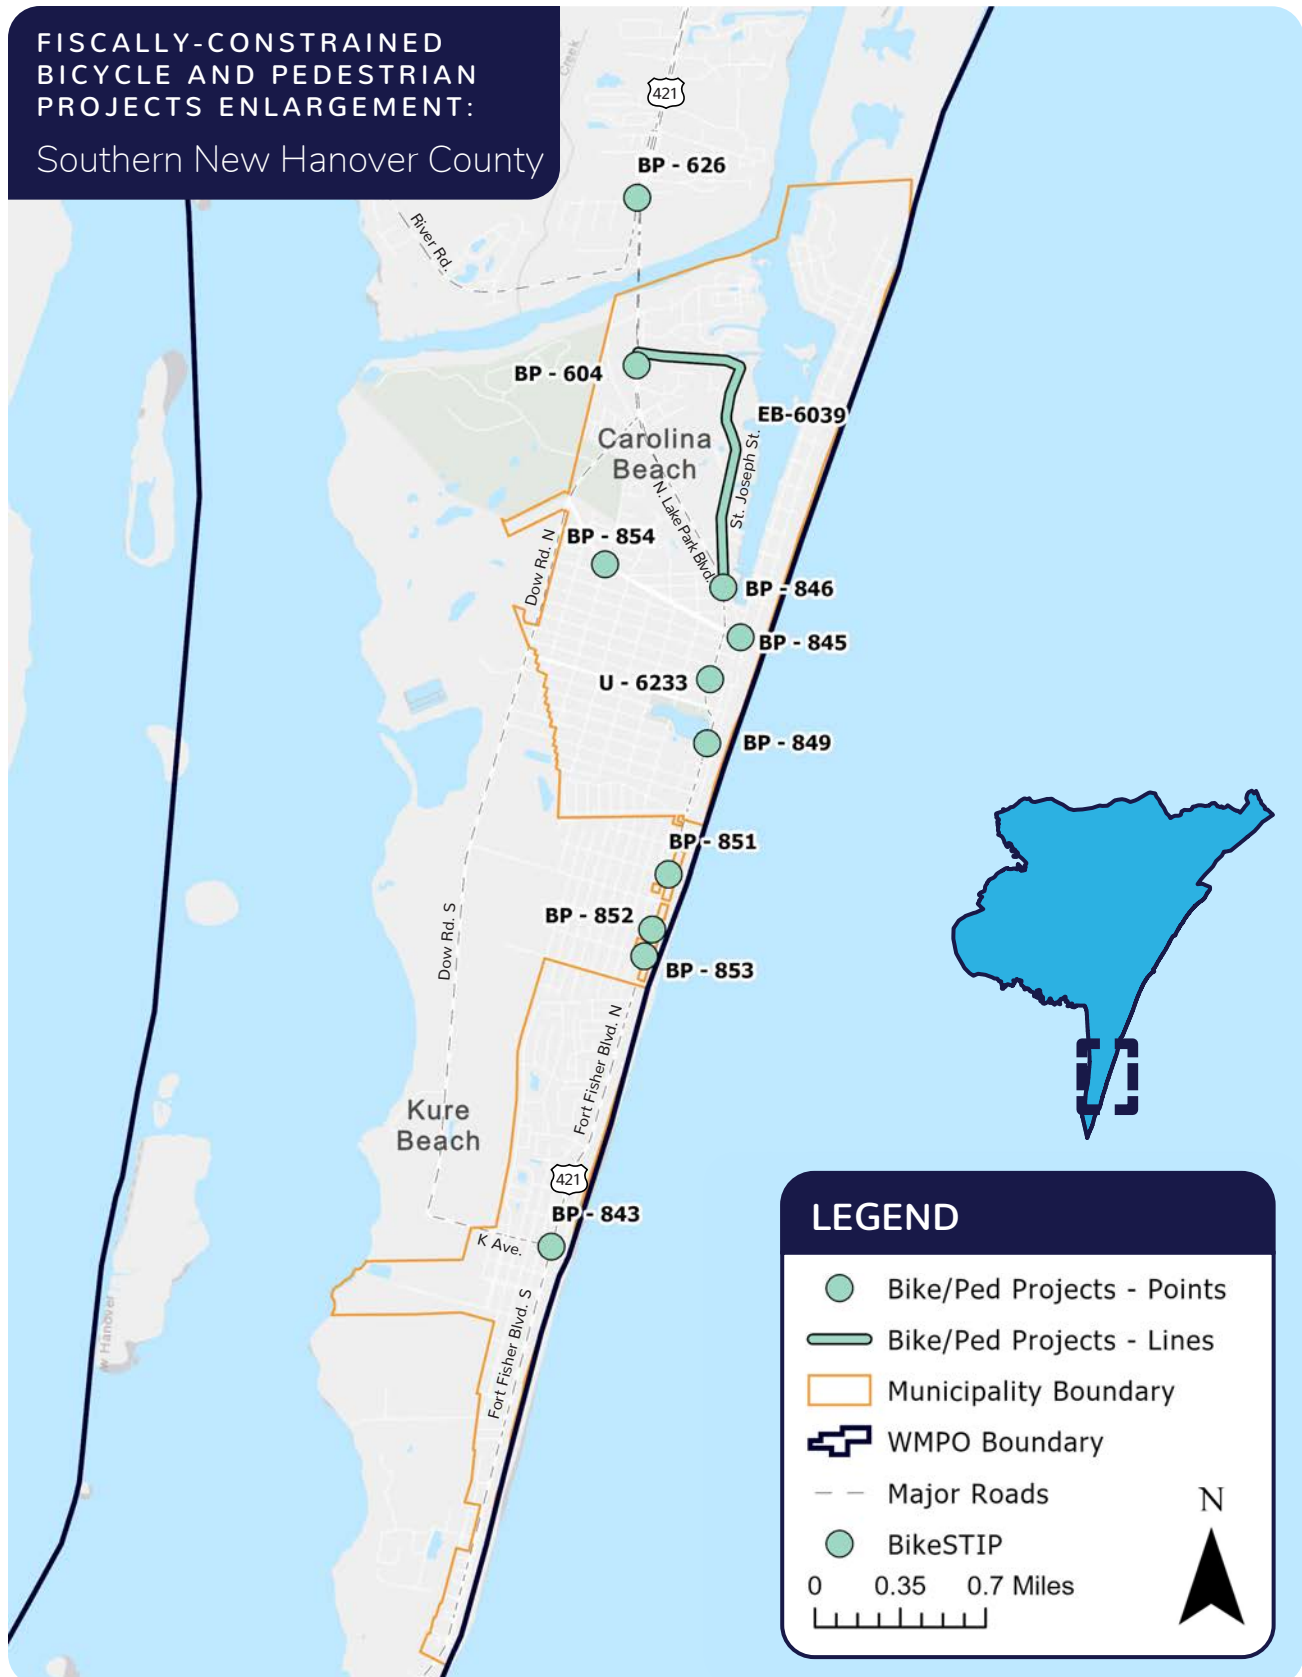 FISCALLY-CONSTRAINED
BICYCLE AND PEDESTRIAN
PROJECTS ENLARGEMENT:
Southern New Hanover County
Creek
421
BP - 626
River Rd.
BP - 604
EB-6039
Carolina
Beach
St. Joseph St.
N. Lake Park Blvd.
BP - 854
Dow Rd. N
BP - 846
BP - 845
U - 6233
BP - 849
BP - 851
BP - 852
Dow Rd. S
BP - 853
Fort Fisher Blvd. N
Kure
Beach
421
BP - 843
K Ave.
Fort Fisher Blvd. S
w Hanover
LEGEND
Bike/Ped Projects - Points
Bike/Ped Projects - Lines
Municipality Boundary
WMPO Boundary
Major Roads
BikeSTIP
N
0 0.35 0.7 Miles